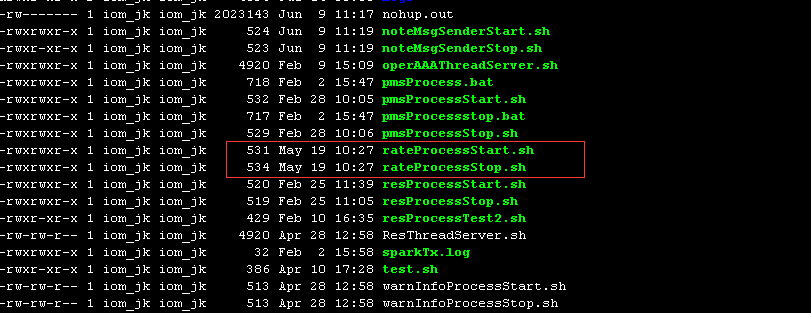 -rw------- 1 iom_jk iom_jk 2023143 Jun  9 11:17 nohup.out
-rwxrwxr-x 1 iom_jk iom_jk     524 Jun  9 11:19 noteMsgSenderStart.sh
-rwxrwxr-x 1 iom_jk iom_jk     523 Jun  9 11:19 noteMsgSenderStop.sh
-rwxrwxr-x 1 iom_jk iom_jk    4920 Feb  9 15:09 operAAAThreadServer.sh
-rwxrwxr-x 1 iom_jk iom_jk     718 Feb  2 15:47 pmsProcess.bat
-rwxrwxr-x 1 iom_jk iom_jk     532 Feb 28 10:05 pmsProcessStart.sh
-rwxrwxr-x 1 iom_jk iom_jk     717 Feb  2 15:47 pmsProcessstop.bat
-rwxrwxr-x 1 iom_jk iom_jk     529 Feb 28 10:06 pmsProcessStop.sh
-rwxrwxr-x 1 iom_jk iom_jk     531 May 19 10:27 rateProcessStart.sh
-rwxrwxr-x 1 iom_jk iom_jk     534 May 19 10:27 rateProcessStop.sh
-rwxrwxr-x 1 iom_jk iom_jk     520 Feb 25 11:39 resProcessStart.sh
-rwxrwxr-x 1 iom_jk iom_jk     519 Feb 25 11:05 resProcessStop.sh
-rwxr-xr-x 1 iom_jk iom_jk     429 Feb 10 16:35 resProcessTest2.sh
-rw-rw-r-- 1 iom_jk iom_jk    4920 Apr 28 12:58 ResThreadServer.sh
-rwxrwxr-x 1 iom_jk iom_jk      32 Feb  2 15:58 sparkTx.log
-rwxr-xr-x 1 iom_jk iom_jk     386 Apr 10 17:28 test.sh
-rw-rw-r-- 1 iom_jk iom_jk     513 Apr 28 12:58 warnInfoProcessStart.sh
-rw-rw-r-- 1 iom_jk iom_jk     513 Apr 28 12:58 warnInfoProcessStop.sh